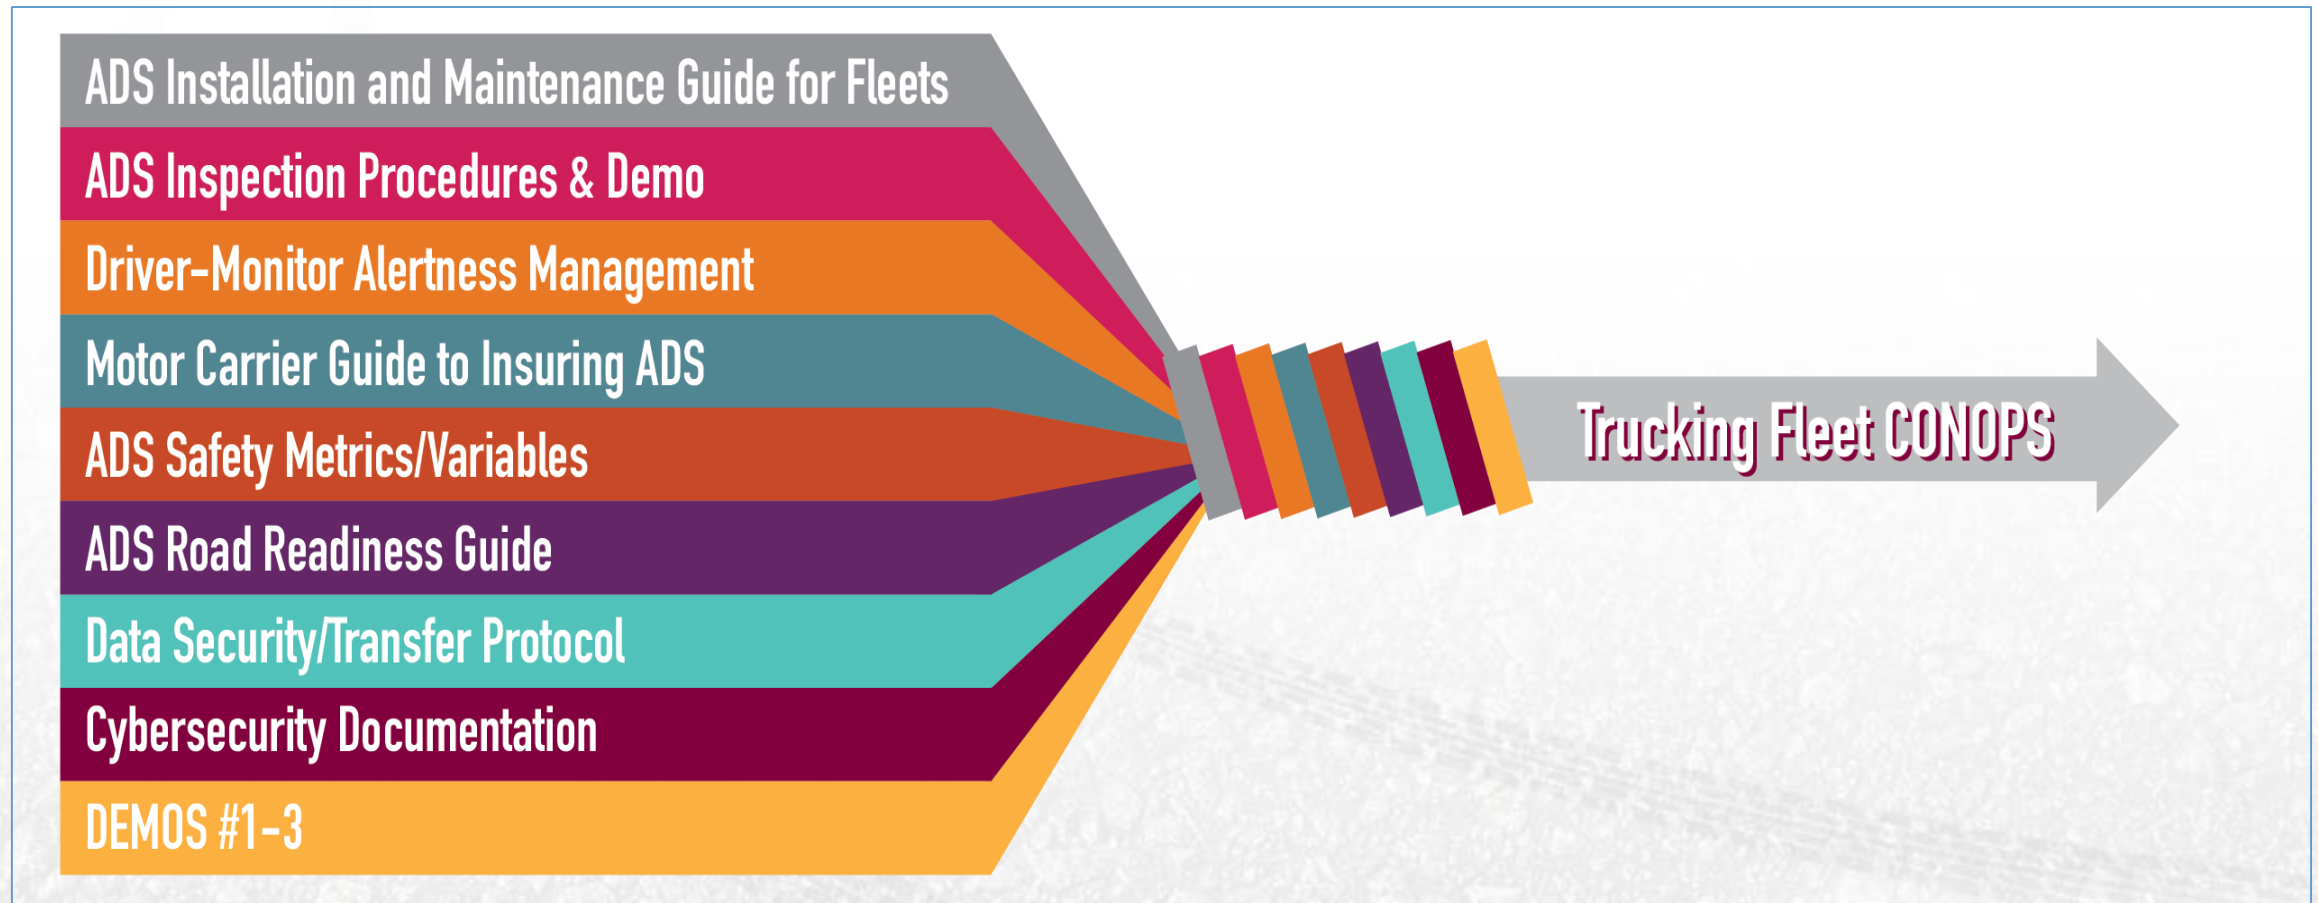 ADS Installation and Maintenance Guide for Fleets
ADS Inspection Procedures & Demo
Driver-Monitor Alertness Management
Motor Carrier Guide to Insuring ADS
ADS Safety Metrics/Variables
ADS Road Readiness Guide
Data Security/Transfer Protocol
Cybersecurity Documentation
DEMOS #1-3
Trucking Fleet CONOPS